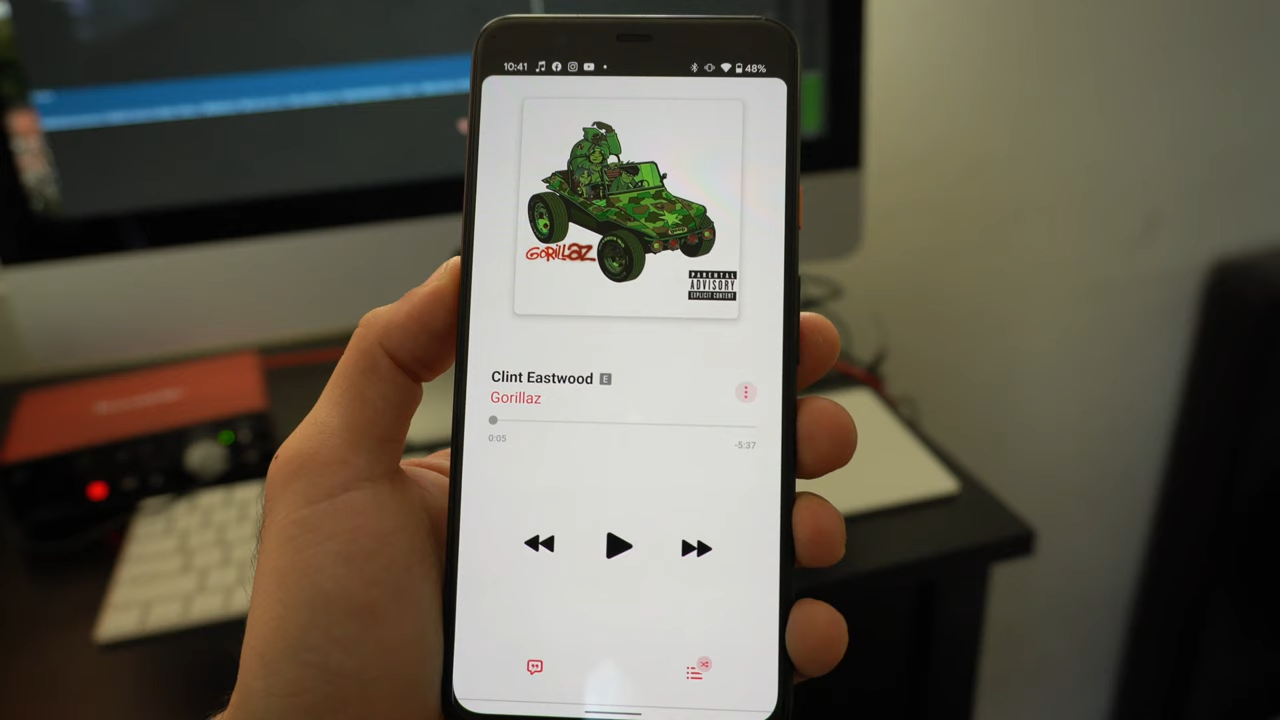 10:41
48%
GORILLAZ
PARENTAL
ADVISORY
EXPLICIT CONTENT
Clint Eastwood E
Gorillaz
0:05
-5:37